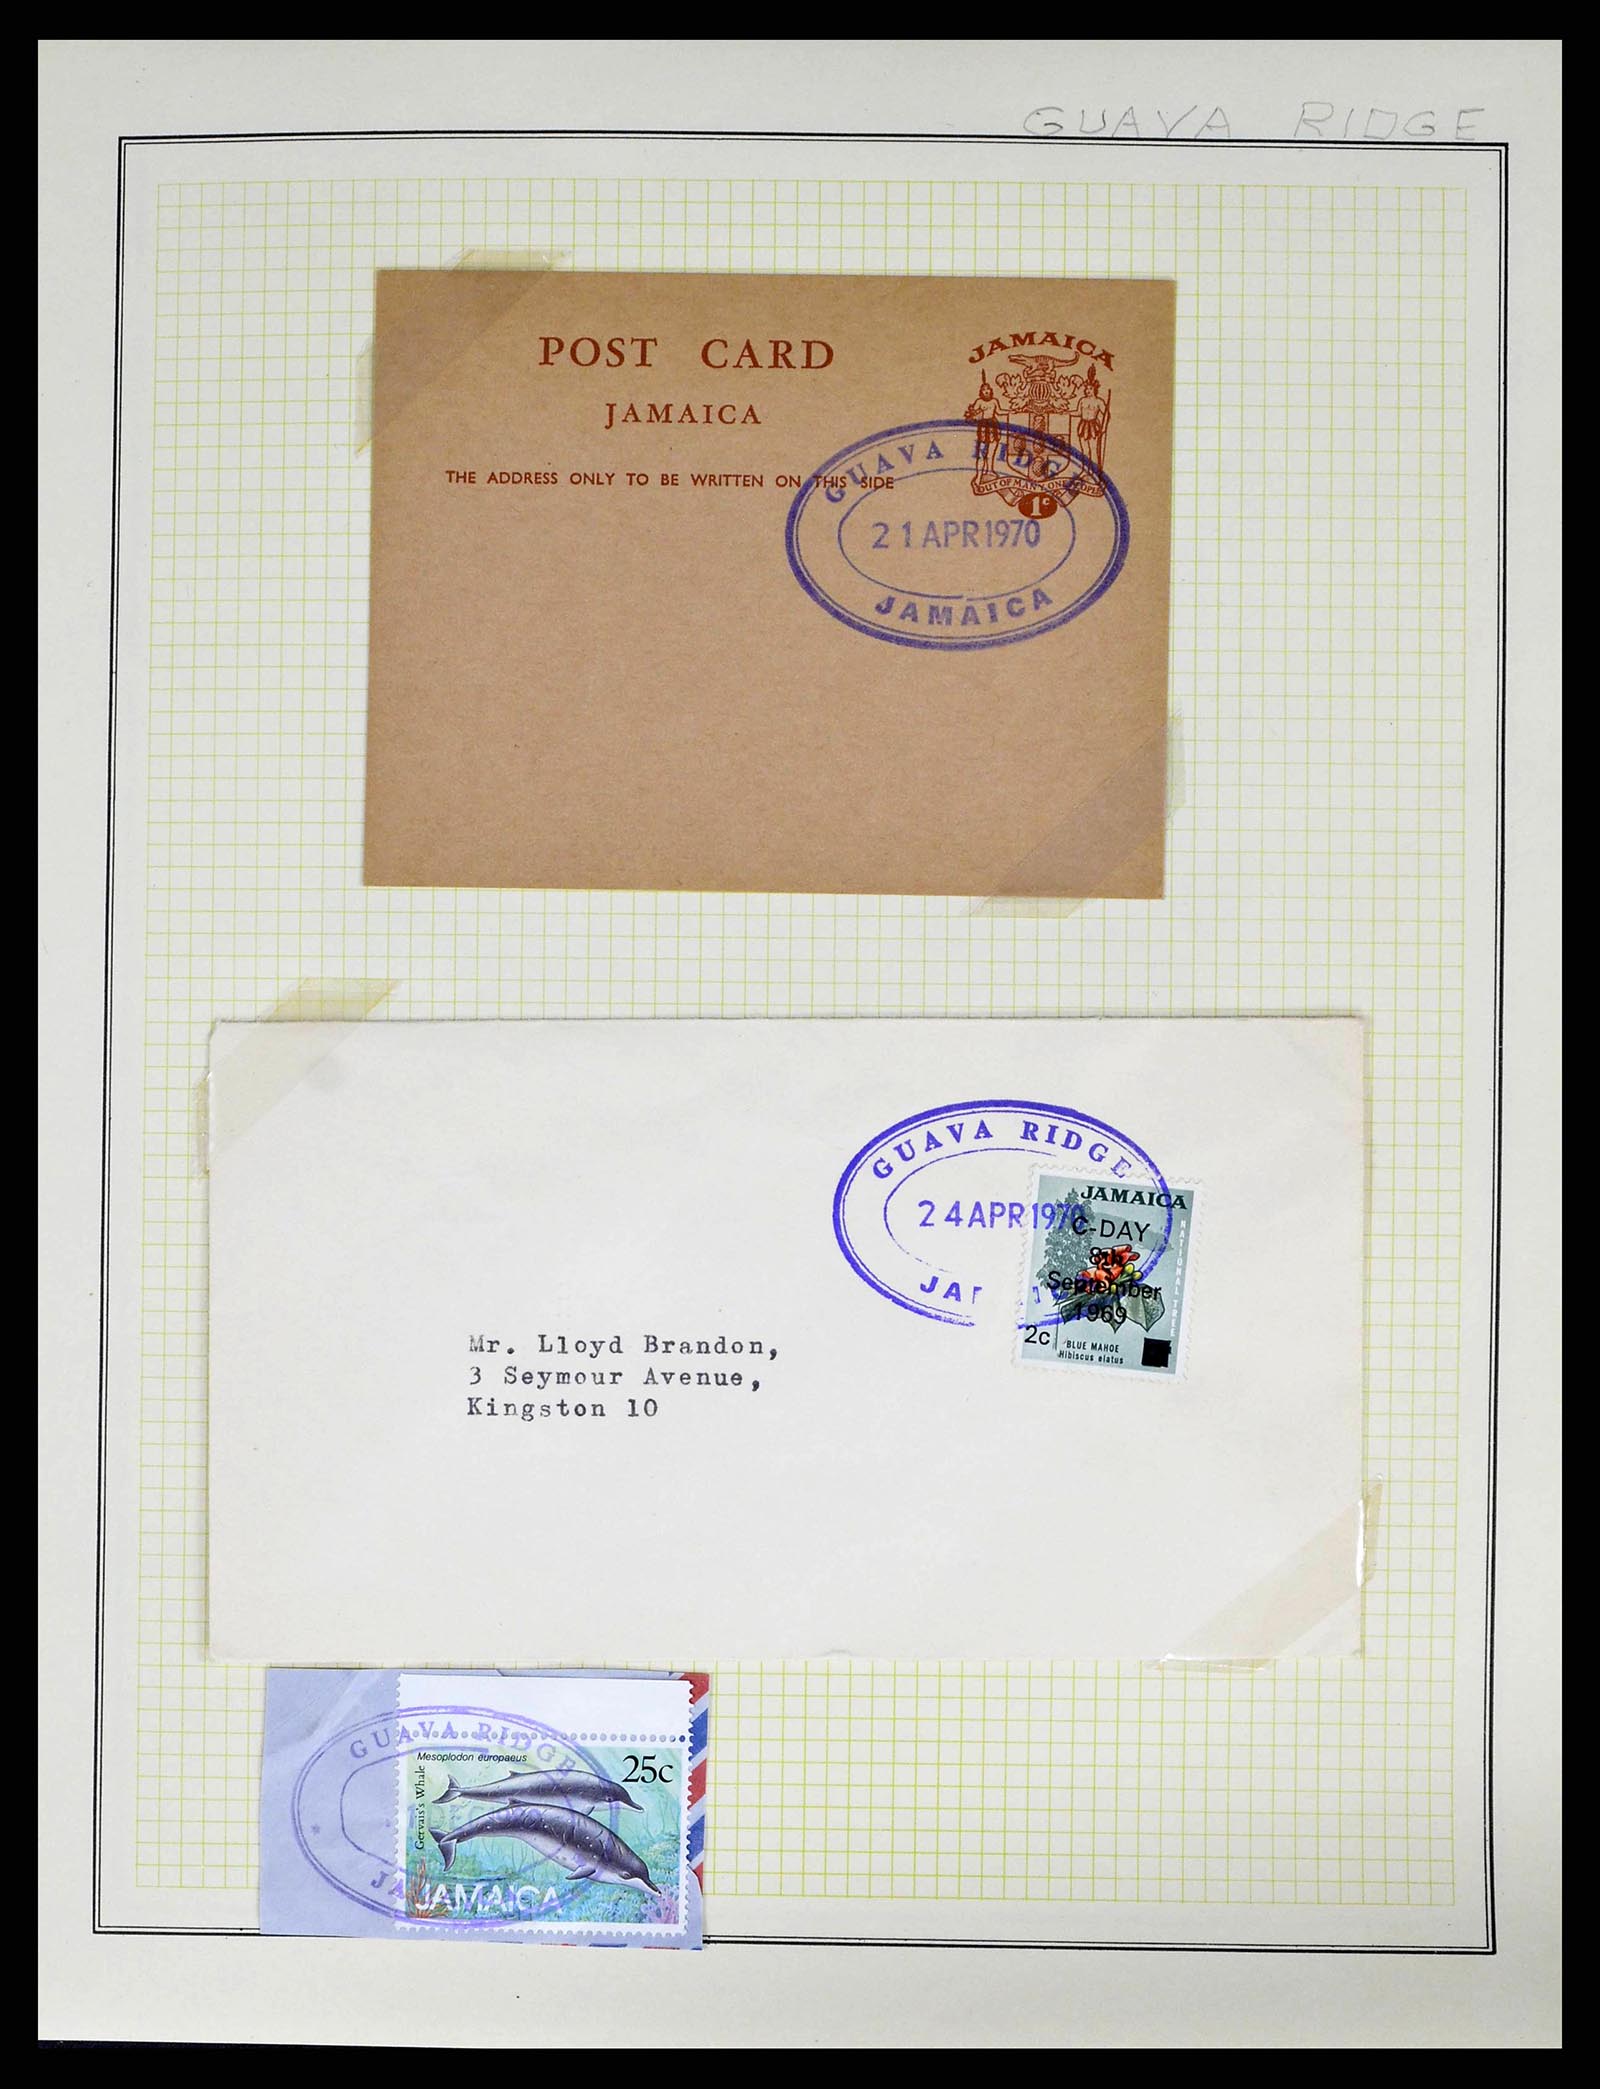 GUAVA RIDGE
POST CARD
JAMAICA
THE ADDRESS ONLY TO BE WRITTEN ON THIS SIDE
JAMAICA
OUT OF MANY, ONE PEOPLE
1c
GUAVA RIDGE
21 APR 1970
JAMAICA
GUAVA RIDGE
24 APR 1970
JAMAICA
C-DAY
8th
September
1969
2c
BLUE MAHOE
Hibiscus elatus
NATIONAL TREE
Mr. Lloyd Brandon,
3 Seymour Avenue,
Kingston 10
GUAVA RIDGE
Mesoplodon europaeus
25c
Gervais's Whale
JAMAICA